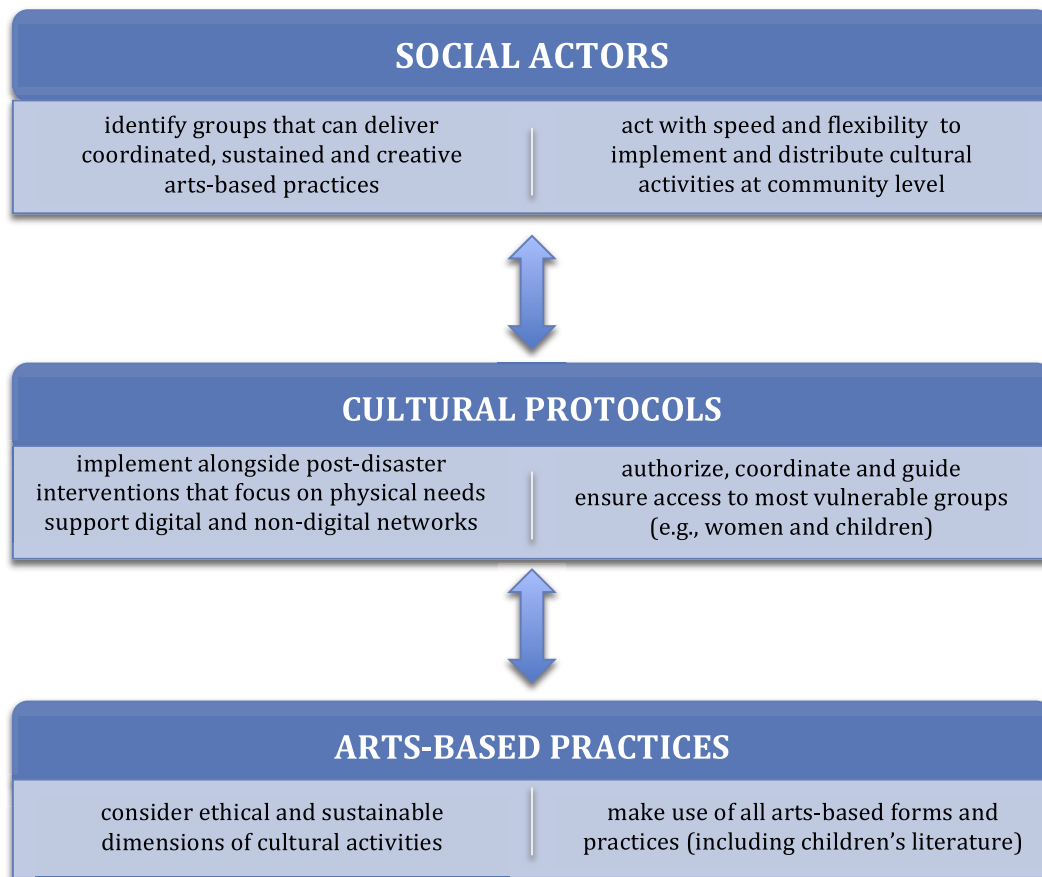 SOCIAL ACTORS
identify groups that can deliver
coordinated, sustained and creative
arts-based practices
act with speed and flexibility to
implement and distribute cultural
activities at community level
CULTURAL PROTOCOLS
implement alongside post-disaster
interventions that focus on physical needs
support digital and non-digital networks
authorize, coordinate and guide
ensure access to most vulnerable groups
(e.g., women and children)
ARTS-BASED PRACTICES
consider ethical and sustainable
dimensions of cultural activities
make use of all arts-based forms and
practices (including children’s literature)